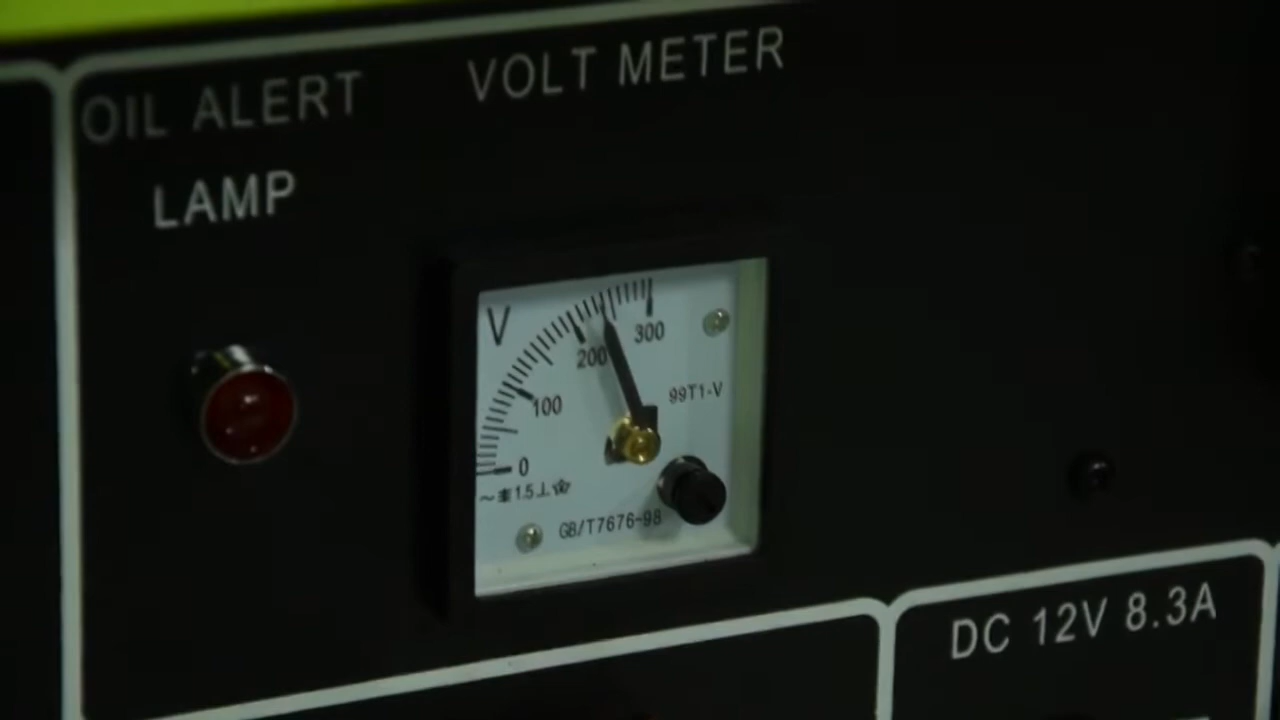 OIL ALERT
LAMP
VOLT METER
V
300
200
100
0
99T1-V
1.5
GB/T7676-98
DC 12V 8.3A